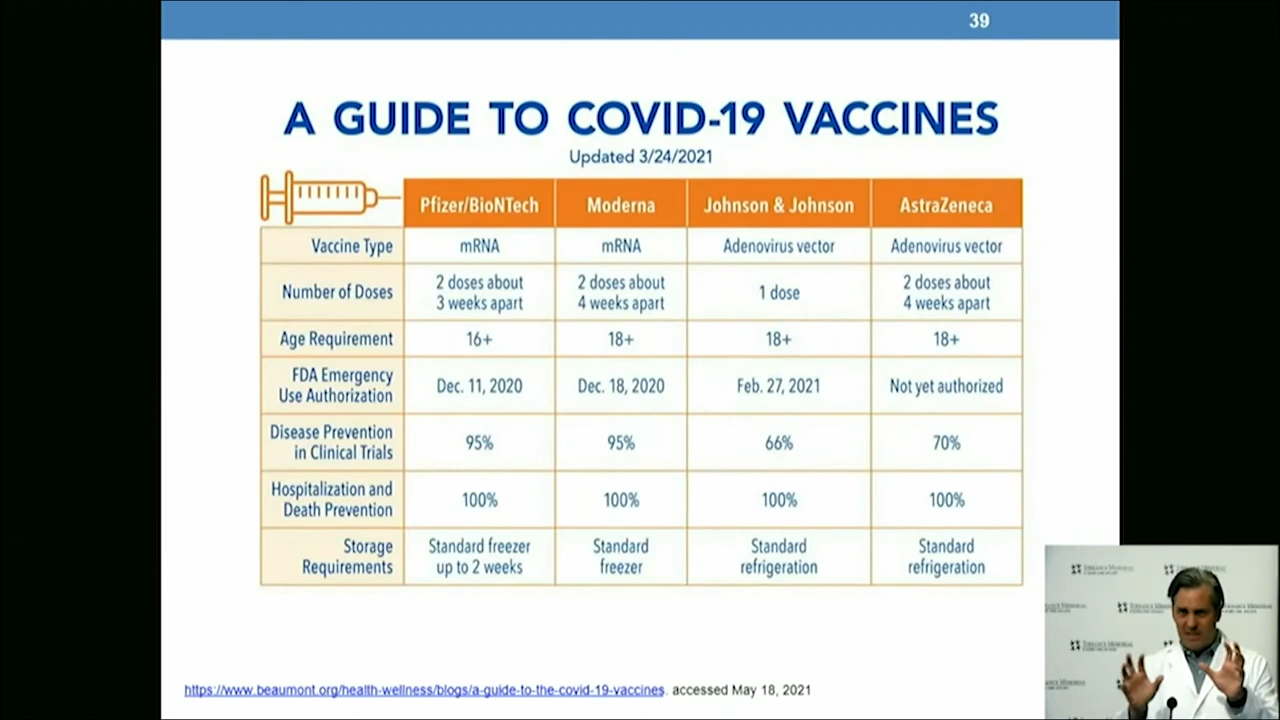 39
A GUIDE TO COVID-19 VACCINES
Updated 3/24/2021
Pfizer/BioNTech Moderna Johnson & Johnson AstraZeneca
Vaccine Type mRNA mRNA Adenovirus vector Adenovirus vector
Number of Doses 2 doses about 3 weeks apart 2 doses about 4 weeks apart 1 dose 2 doses about 4 weeks apart
Age Requirement 16+ 18+ 18+ 18+
FDA Emergency Use Authorization Dec. 11, 2020 Dec. 18, 2020 Feb. 27, 2021 Not yet authorized
Disease Prevention in Clinical Trials 95% 95% 66% 70%
Hospitalization and Death Prevention 100% 100% 100% 100%
Storage Requirements Standard freezer up to 2 weeks Standard freezer Standard refrigeration Standard refrigeration
https://www.beaumont.org/health-wellness/blogs/a-guide-to-the-covid-19-vaccines. accessed May 18, 2021
TORRANCE MEMORIAL